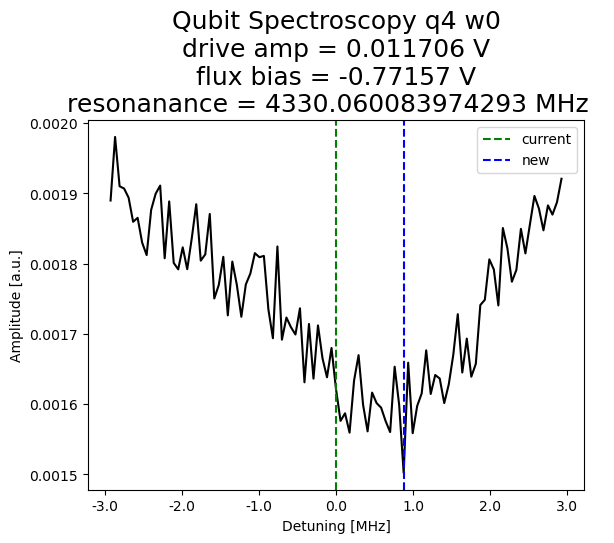 Qubit Spectroscopy q4 w0
drive amp = 0.011706 V
flux bias = -0.77157 V
resonanance = 4330.060083974293 MHz
current
new
0.0020
0.0019
0.0018
0.0017
0.0016
0.0015
Amplitude [a.u.]
-3.0 -2.0 -1.0 0.0 1.0 2.0 3.0
Detuning [MHz]